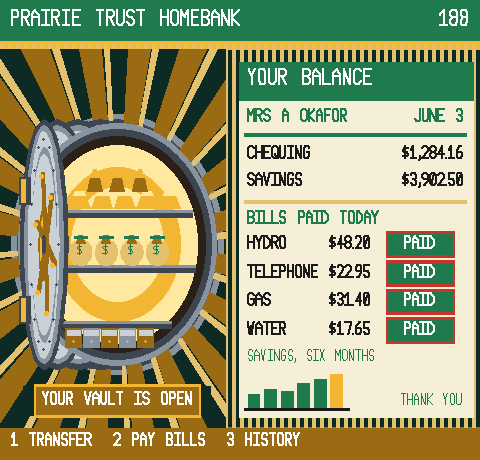 PRAIRIE TRUST HOMEBANK 188
YOUR BALANCE
MRS A OKAFOR JUNE 3
CHEQUING $1,284.16
SAVINGS $3,902.50
BILLS PAID TODAY
HYDRO $48.20 PAID
TELEPHONE $22.95 PAID
GAS $31.40 PAID
WATER $17.65 PAID
SAVINGS, SIX MONTHS
THANK YOU
$ $ $ $
YOUR VAULT IS OPEN
1 TRANSFER 2 PAY BILLS 3 HISTORY